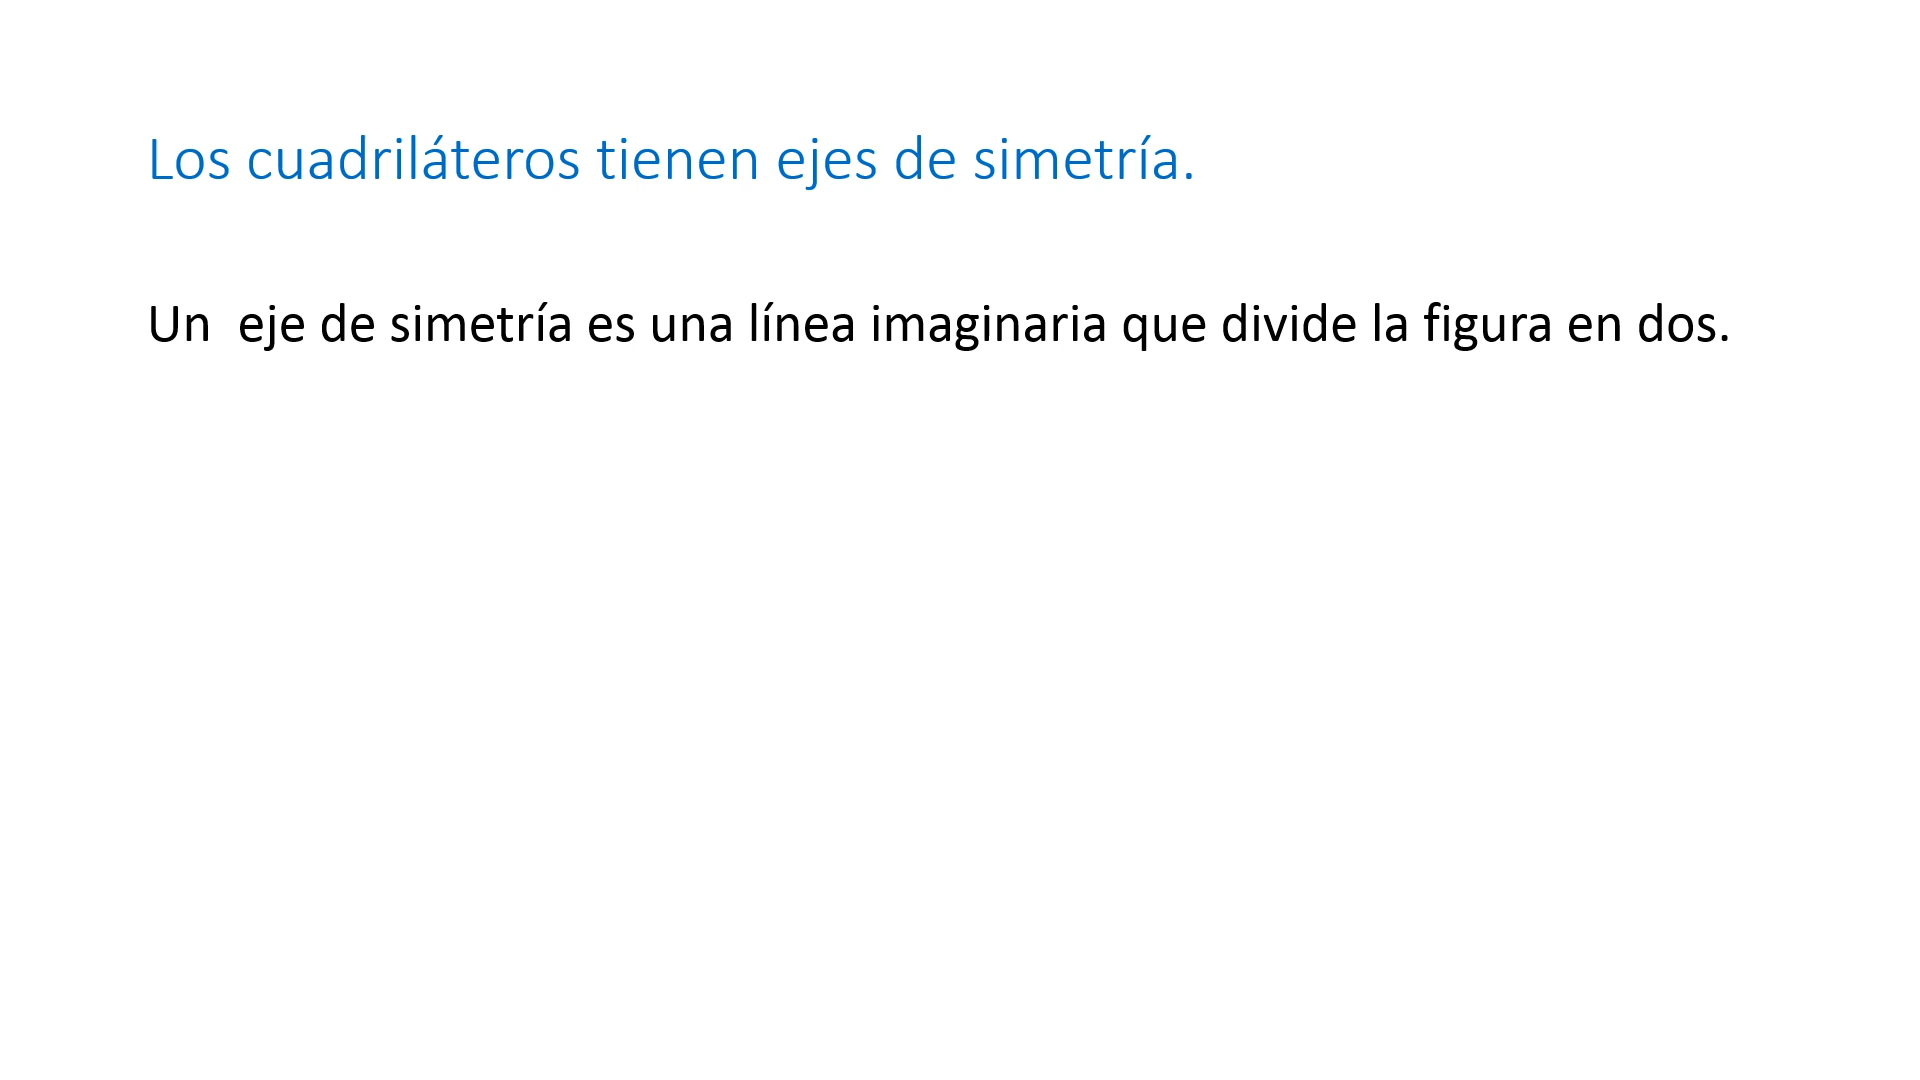 Los cuadriláteros tienen ejes de simetría.
Un  eje de simetría es una línea imaginaria que divide la figura en dos.